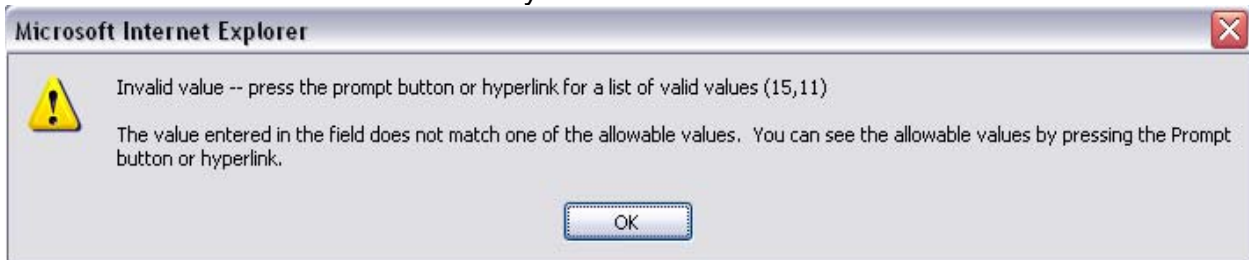 Microsoft Internet Explorer
Invalid value -- press the prompt button or hyperlink for a list of valid values (15,11)
The value entered in the field does not match one of the allowable values.  You can see the allowable values by pressing the Prompt
button or hyperlink.
OK